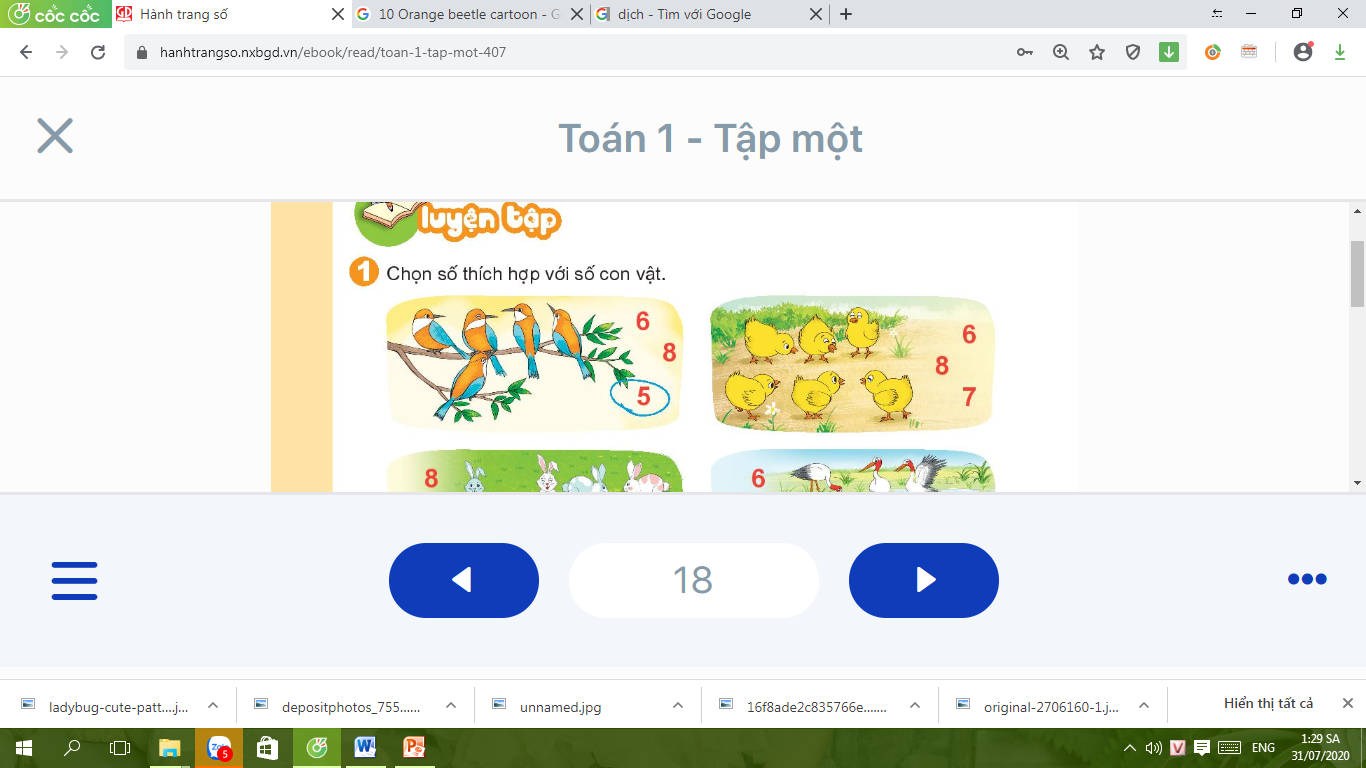 cốc cốc
Hành trang số
10 Orange beetle cartoon - G
dịch - Tìm với Google
hanhtrangso.nxbgd.vn/ebook/read/toan-1-tap-mot-407
Toán 1 - Tập một
luyện tập
1 Chọn số thích hợp với số con vật.
6
8
5
6
8
7
8
6
18
ladybug-cute-patt....j...
depositphotos_755......
unnamed.jpg
16f8ade2c835766e.......
original-2706160-1.j...
Hiển thị tất cả
Zalo
5
ENG
1:29 SA
31/07/2020